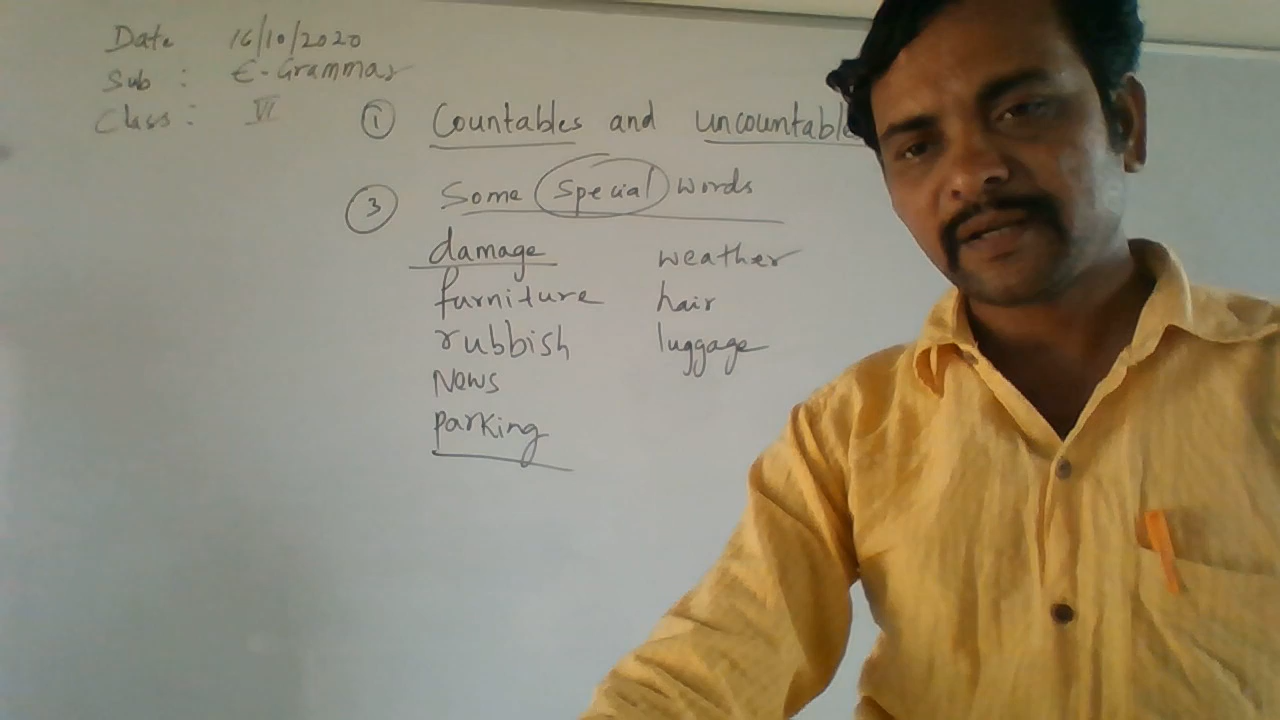 Date 16/10/2020
Sub : E-Grammar
Class : VI
① Countables and uncountable
③ Some special words
damage weather
furniture hair
rubbish luggage
News
parking